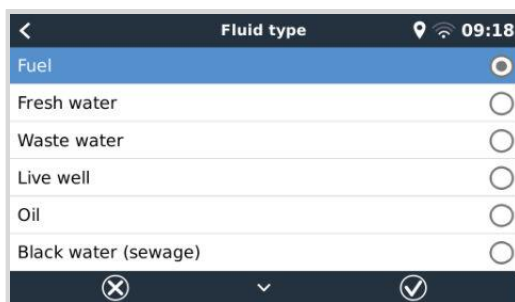 Fluid type 09:18
Fuel
Fresh water
Waste water
Live well
Oil
Black water (sewage)